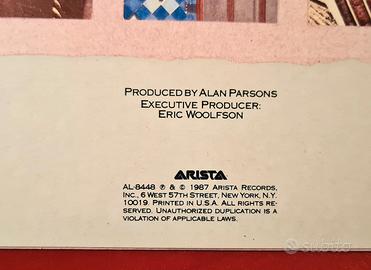 PRODUCED BY ALAN PARSONS
EXECUTIVE PRODUCER:
ERIC WOOLFSON
ARISTA
AL-8448 ℗ & © 1987 ARISTA RECORDS,
INC., 6 WEST 57TH STREET, NEW YORK, N.Y.
10019. PRINTED IN U.S.A. ALL RIGHTS RE-
SERVED. UNAUTHORIZED DUPLICATION IS A
VIOLATION OF APPLICABLE LAWS.
subito